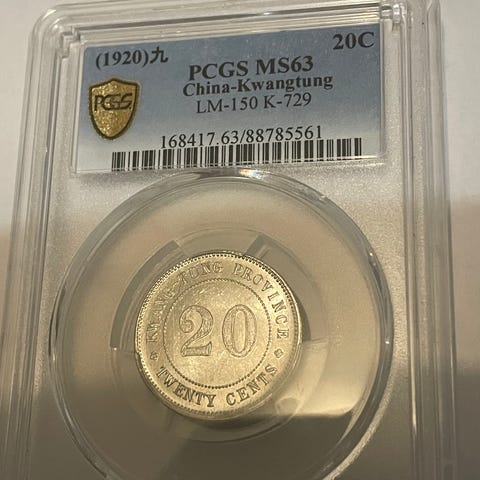 (1920)九 20C
PCGS MS63
China-Kwangtung
LM-150 K-729
PCGS
168417.63/88785561
KWANG-TUNG PROVINCE
20
TWENTY CENTS